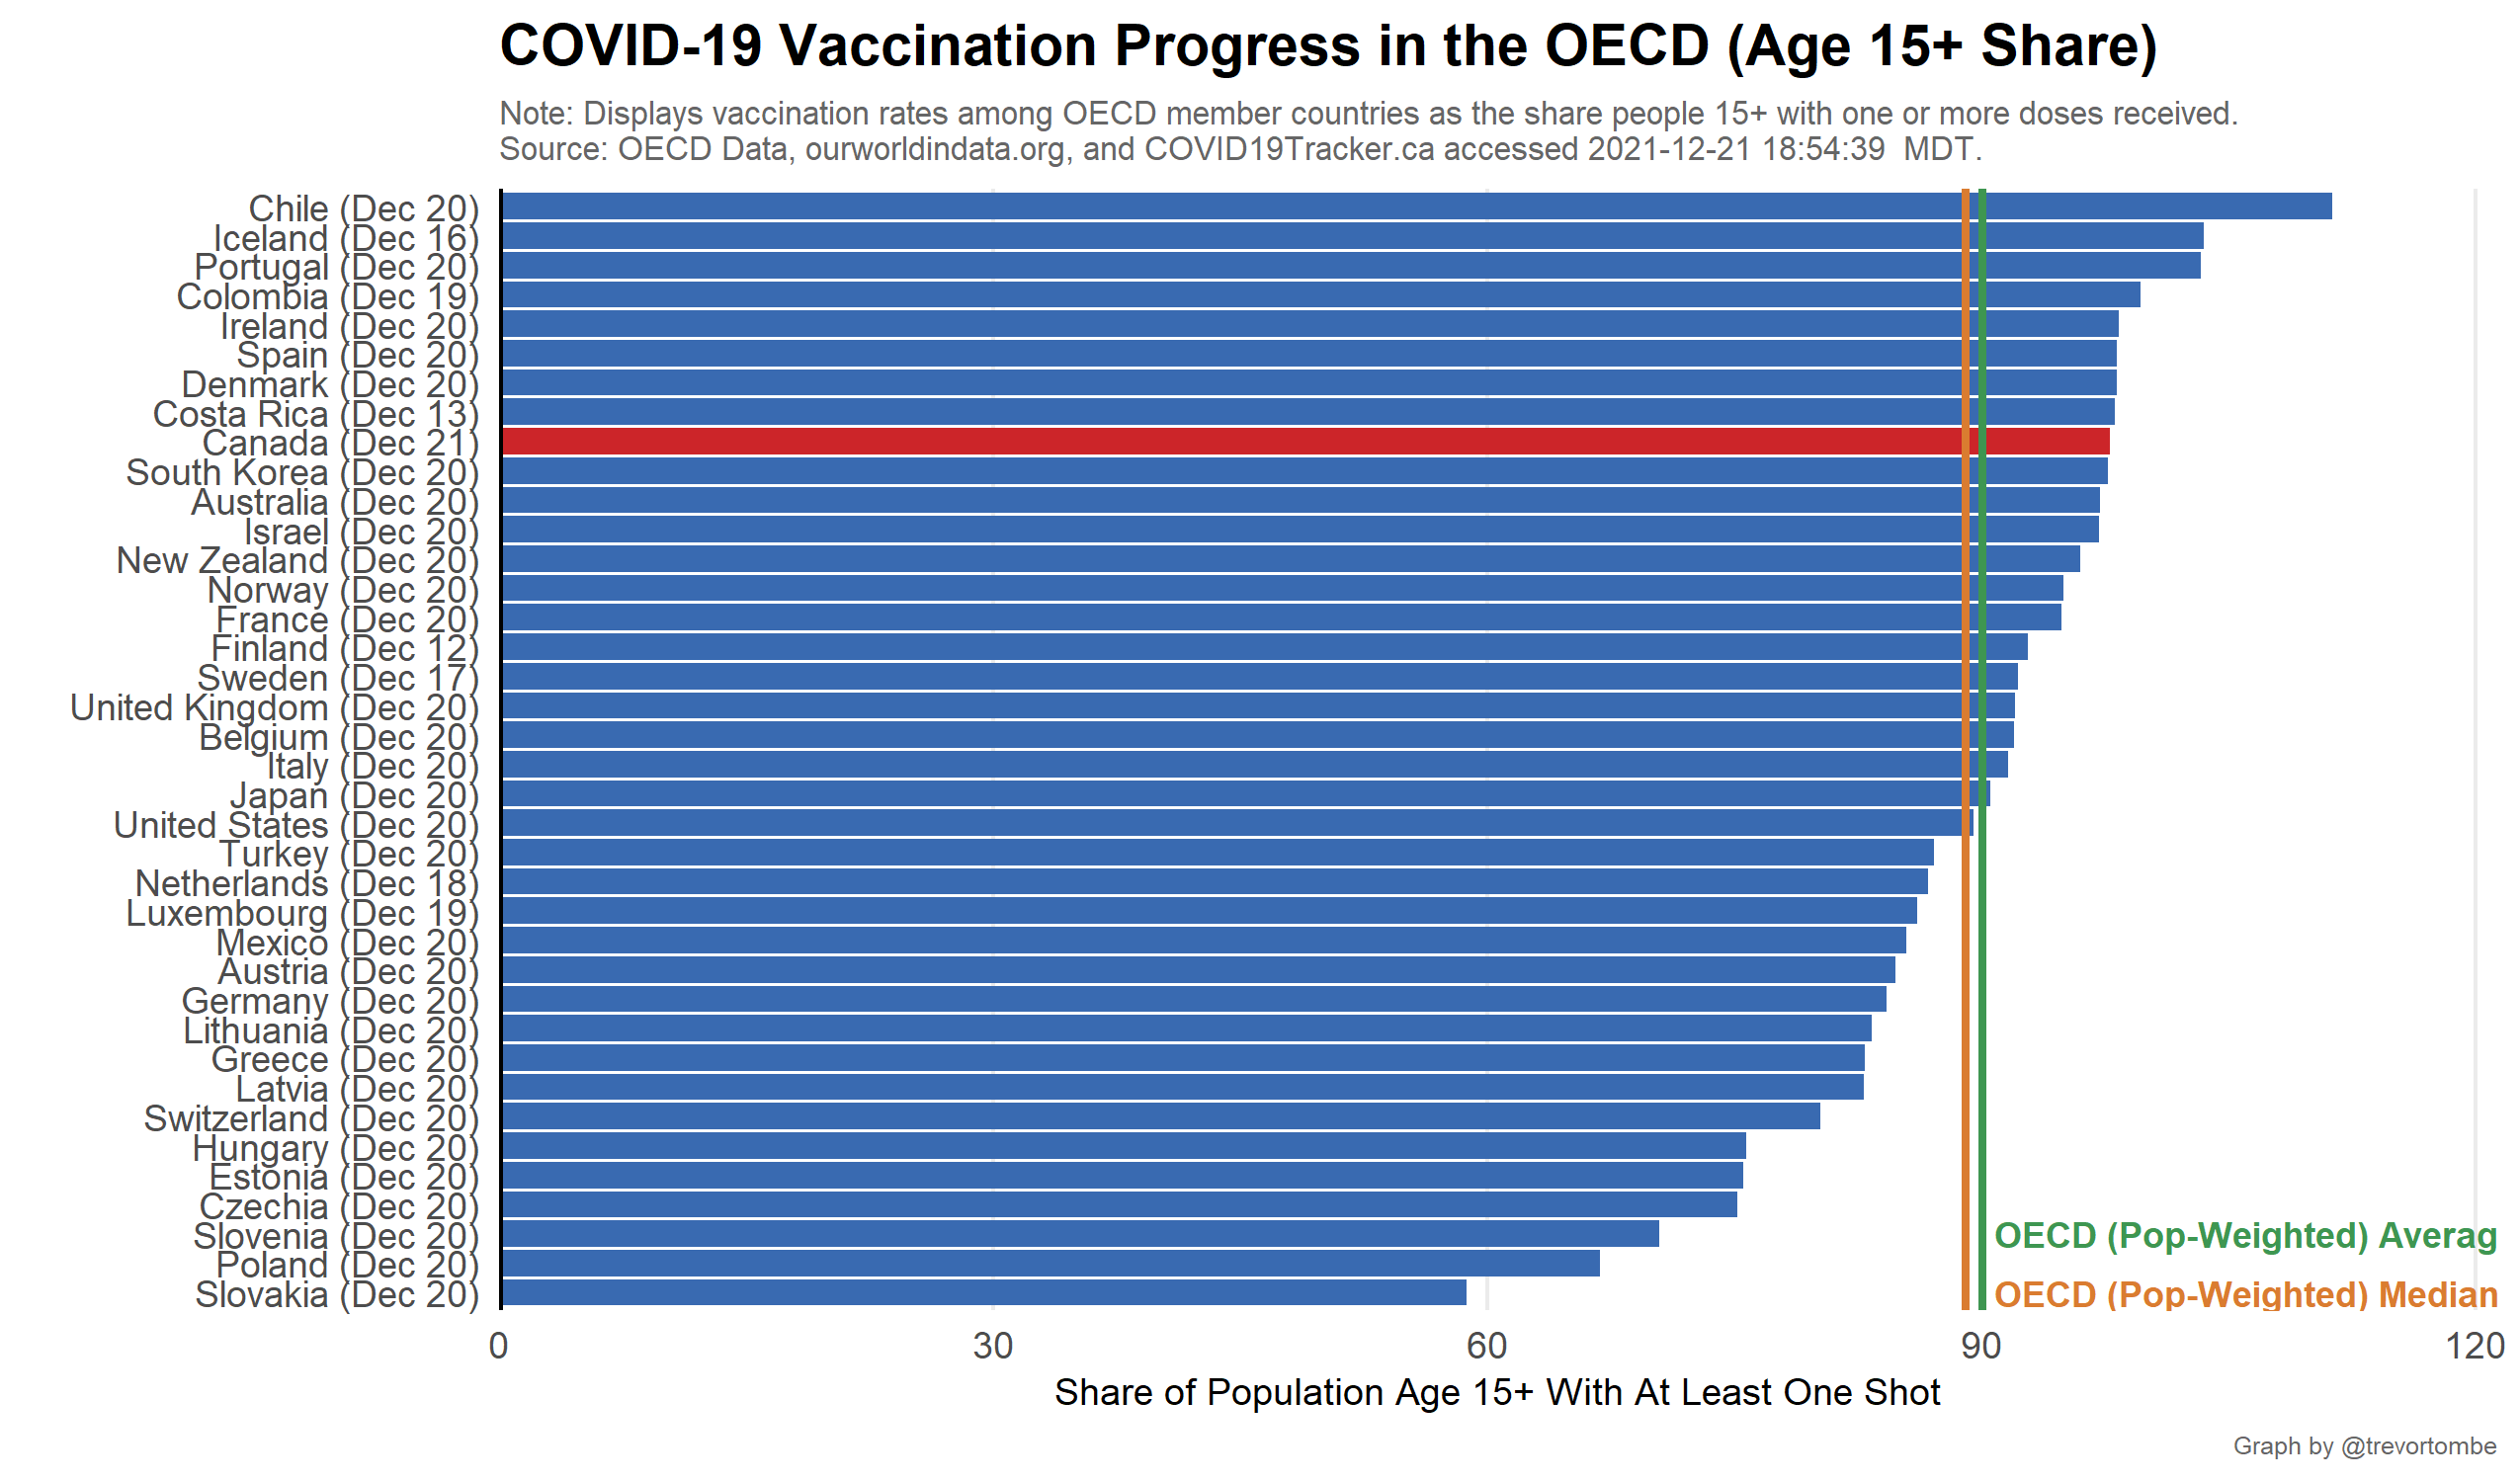 COVID-19 Vaccination Progress in the OECD (Age 15+ Share)
Note: Displays vaccination rates among OECD member countries as the share people 15+ with one or more doses received.
Source: OECD Data, ourworldindata.org, and COVID19Tracker.ca accessed 2021-12-21 18:54:39  MDT.
Chile (Dec 20)
Iceland (Dec 16)
Portugal (Dec 20)
Colombia (Dec 19)
Ireland (Dec 20)
Spain (Dec 20)
Denmark (Dec 20)
Costa Rica (Dec 13)
Canada (Dec 21)
South Korea (Dec 20)
Australia (Dec 20)
Israel (Dec 20)
New Zealand (Dec 20)
Norway (Dec 20)
France (Dec 20)
Finland (Dec 12)
Sweden (Dec 17)
United Kingdom (Dec 20)
Belgium (Dec 20)
Italy (Dec 20)
Japan (Dec 20)
United States (Dec 20)
Turkey (Dec 20)
Netherlands (Dec 18)
Luxembourg (Dec 19)
Mexico (Dec 20)
Austria (Dec 20)
Germany (Dec 20)
Lithuania (Dec 20)
Greece (Dec 20)
Latvia (Dec 20)
Switzerland (Dec 20)
Hungary (Dec 20)
Estonia (Dec 20)
Czechia (Dec 20)
Slovenia (Dec 20)
Poland (Dec 20)
Slovakia (Dec 20)
OECD (Pop-Weighted) Averag
OECD (Pop-Weighted) Median
0 30 60 90 120
Share of Population Age 15+ With At Least One Shot
Graph by @trevortombe